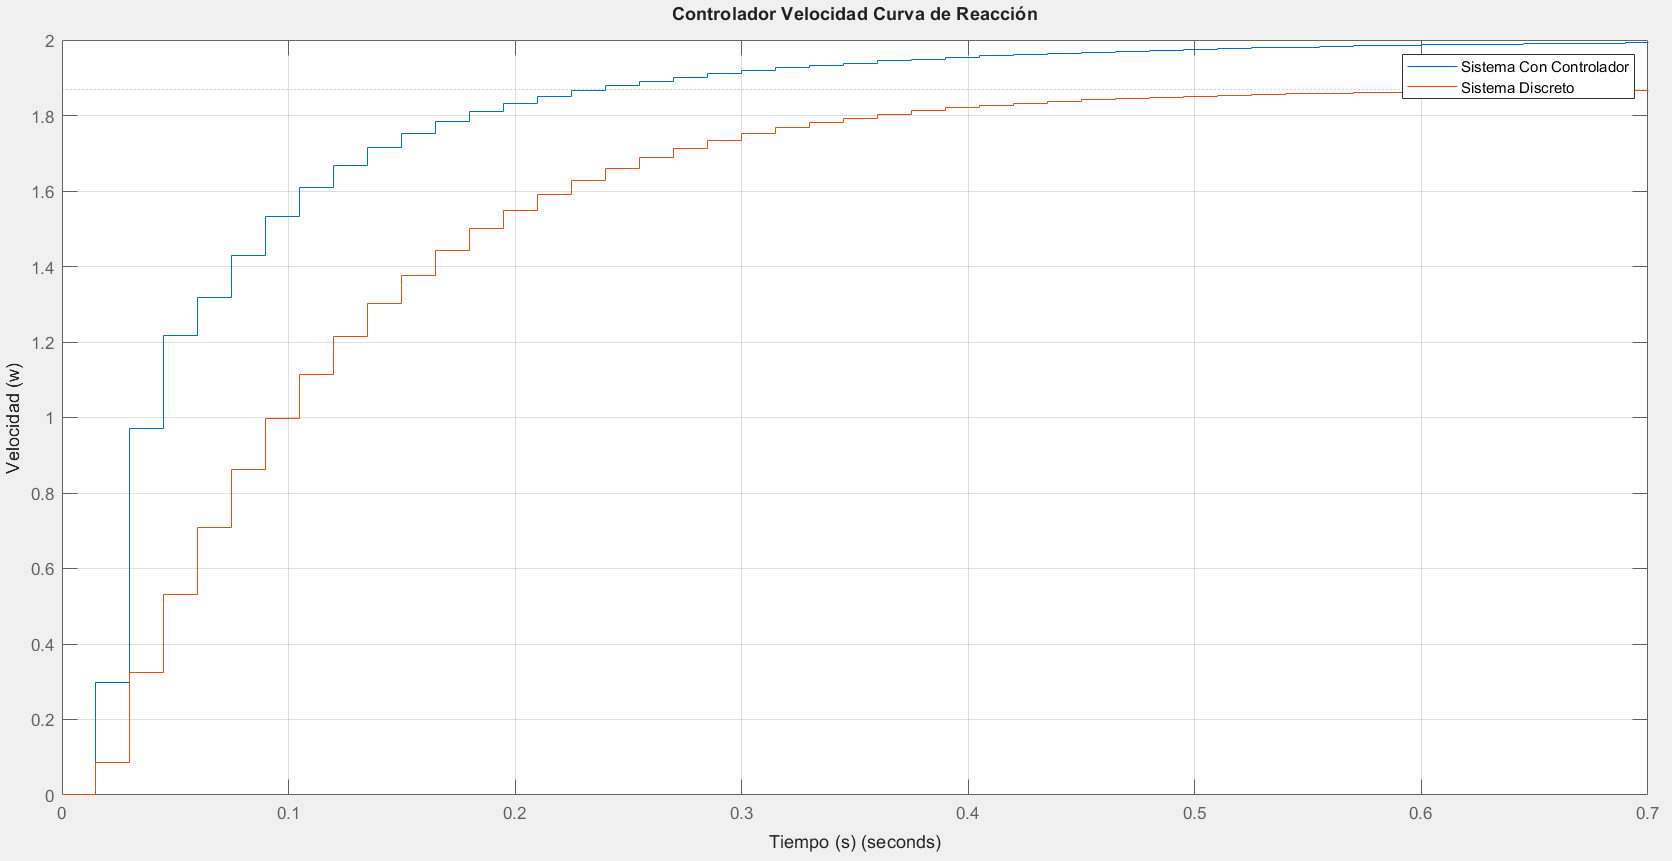 Controlador Velocidad Curva de Reacción
2
1.8
1.6
1.4
1.2
1
0.8
0.6
0.4
0.2
0
Velocidad (w)
Sistema Con Controlador
Sistema Discreto
0 0.1 0.2 0.3 0.4 0.5 0.6 0.7
Tiempo (s) (seconds)